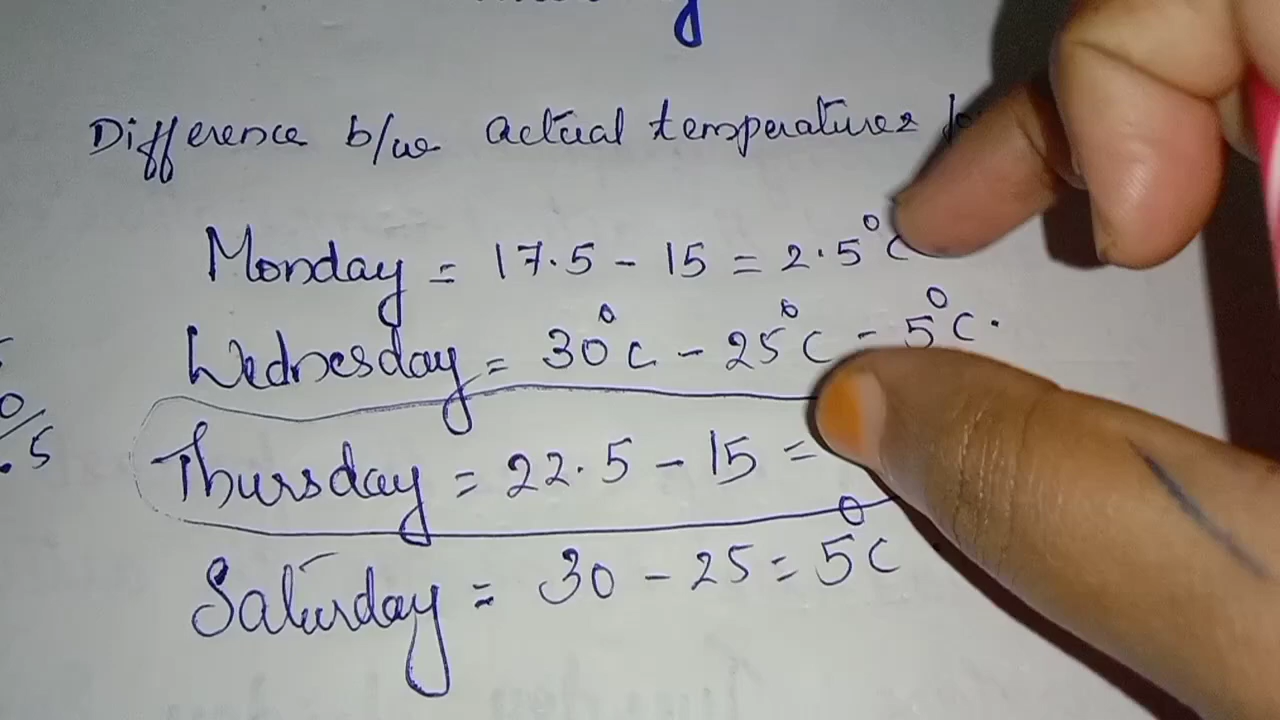 Difference b/w actual temperatures
Monday = 17.5 - 15 = 2.5°C
Wednesday = 30°C - 25°C = 5°C.
Thursday = 22.5 - 15 =
Saturday = 30 - 25 = 5°C